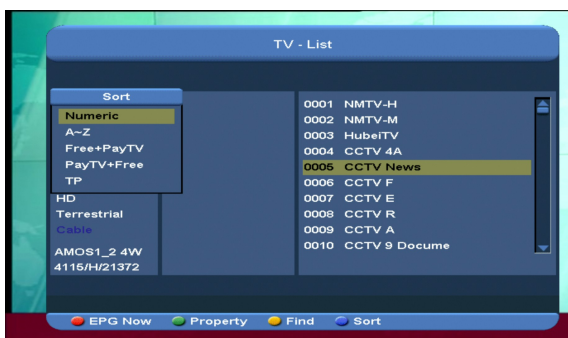 TV - List
Sort
Numeric
A~Z
Free+PayTV
PayTV+Free
TP
HD
Terrestrial
Cable
AMOS1_2 4W
4115/H/21372
0001 NMTV-H
0002 NMTV-M
0003 HubeiTV
0004 CCTV 4A
0005 CCTV News
0006 CCTV F
0007 CCTV E
0008 CCTV R
0009 CCTV A
0010 CCTV 9 Docume
EPG Now
Property
Find
Sort